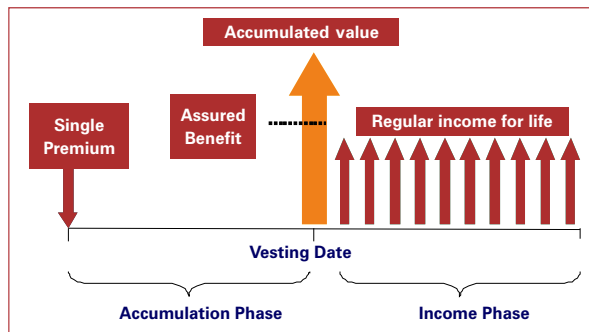 Accumulated value
Single
Premium
Assured
Benefit
Regular income for life
Vesting Date
Accumulation Phase
Income Phase